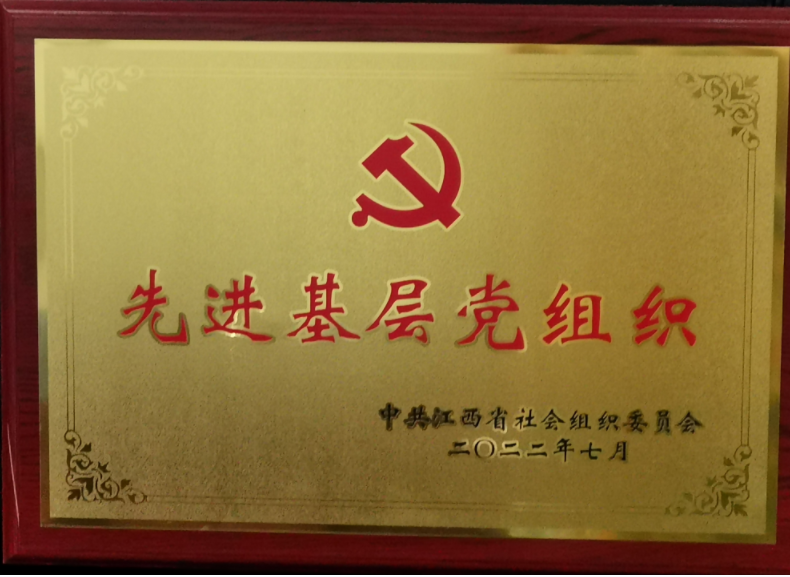 先进基层党组织
中共江西省社会组织委员会
二〇二二年七月